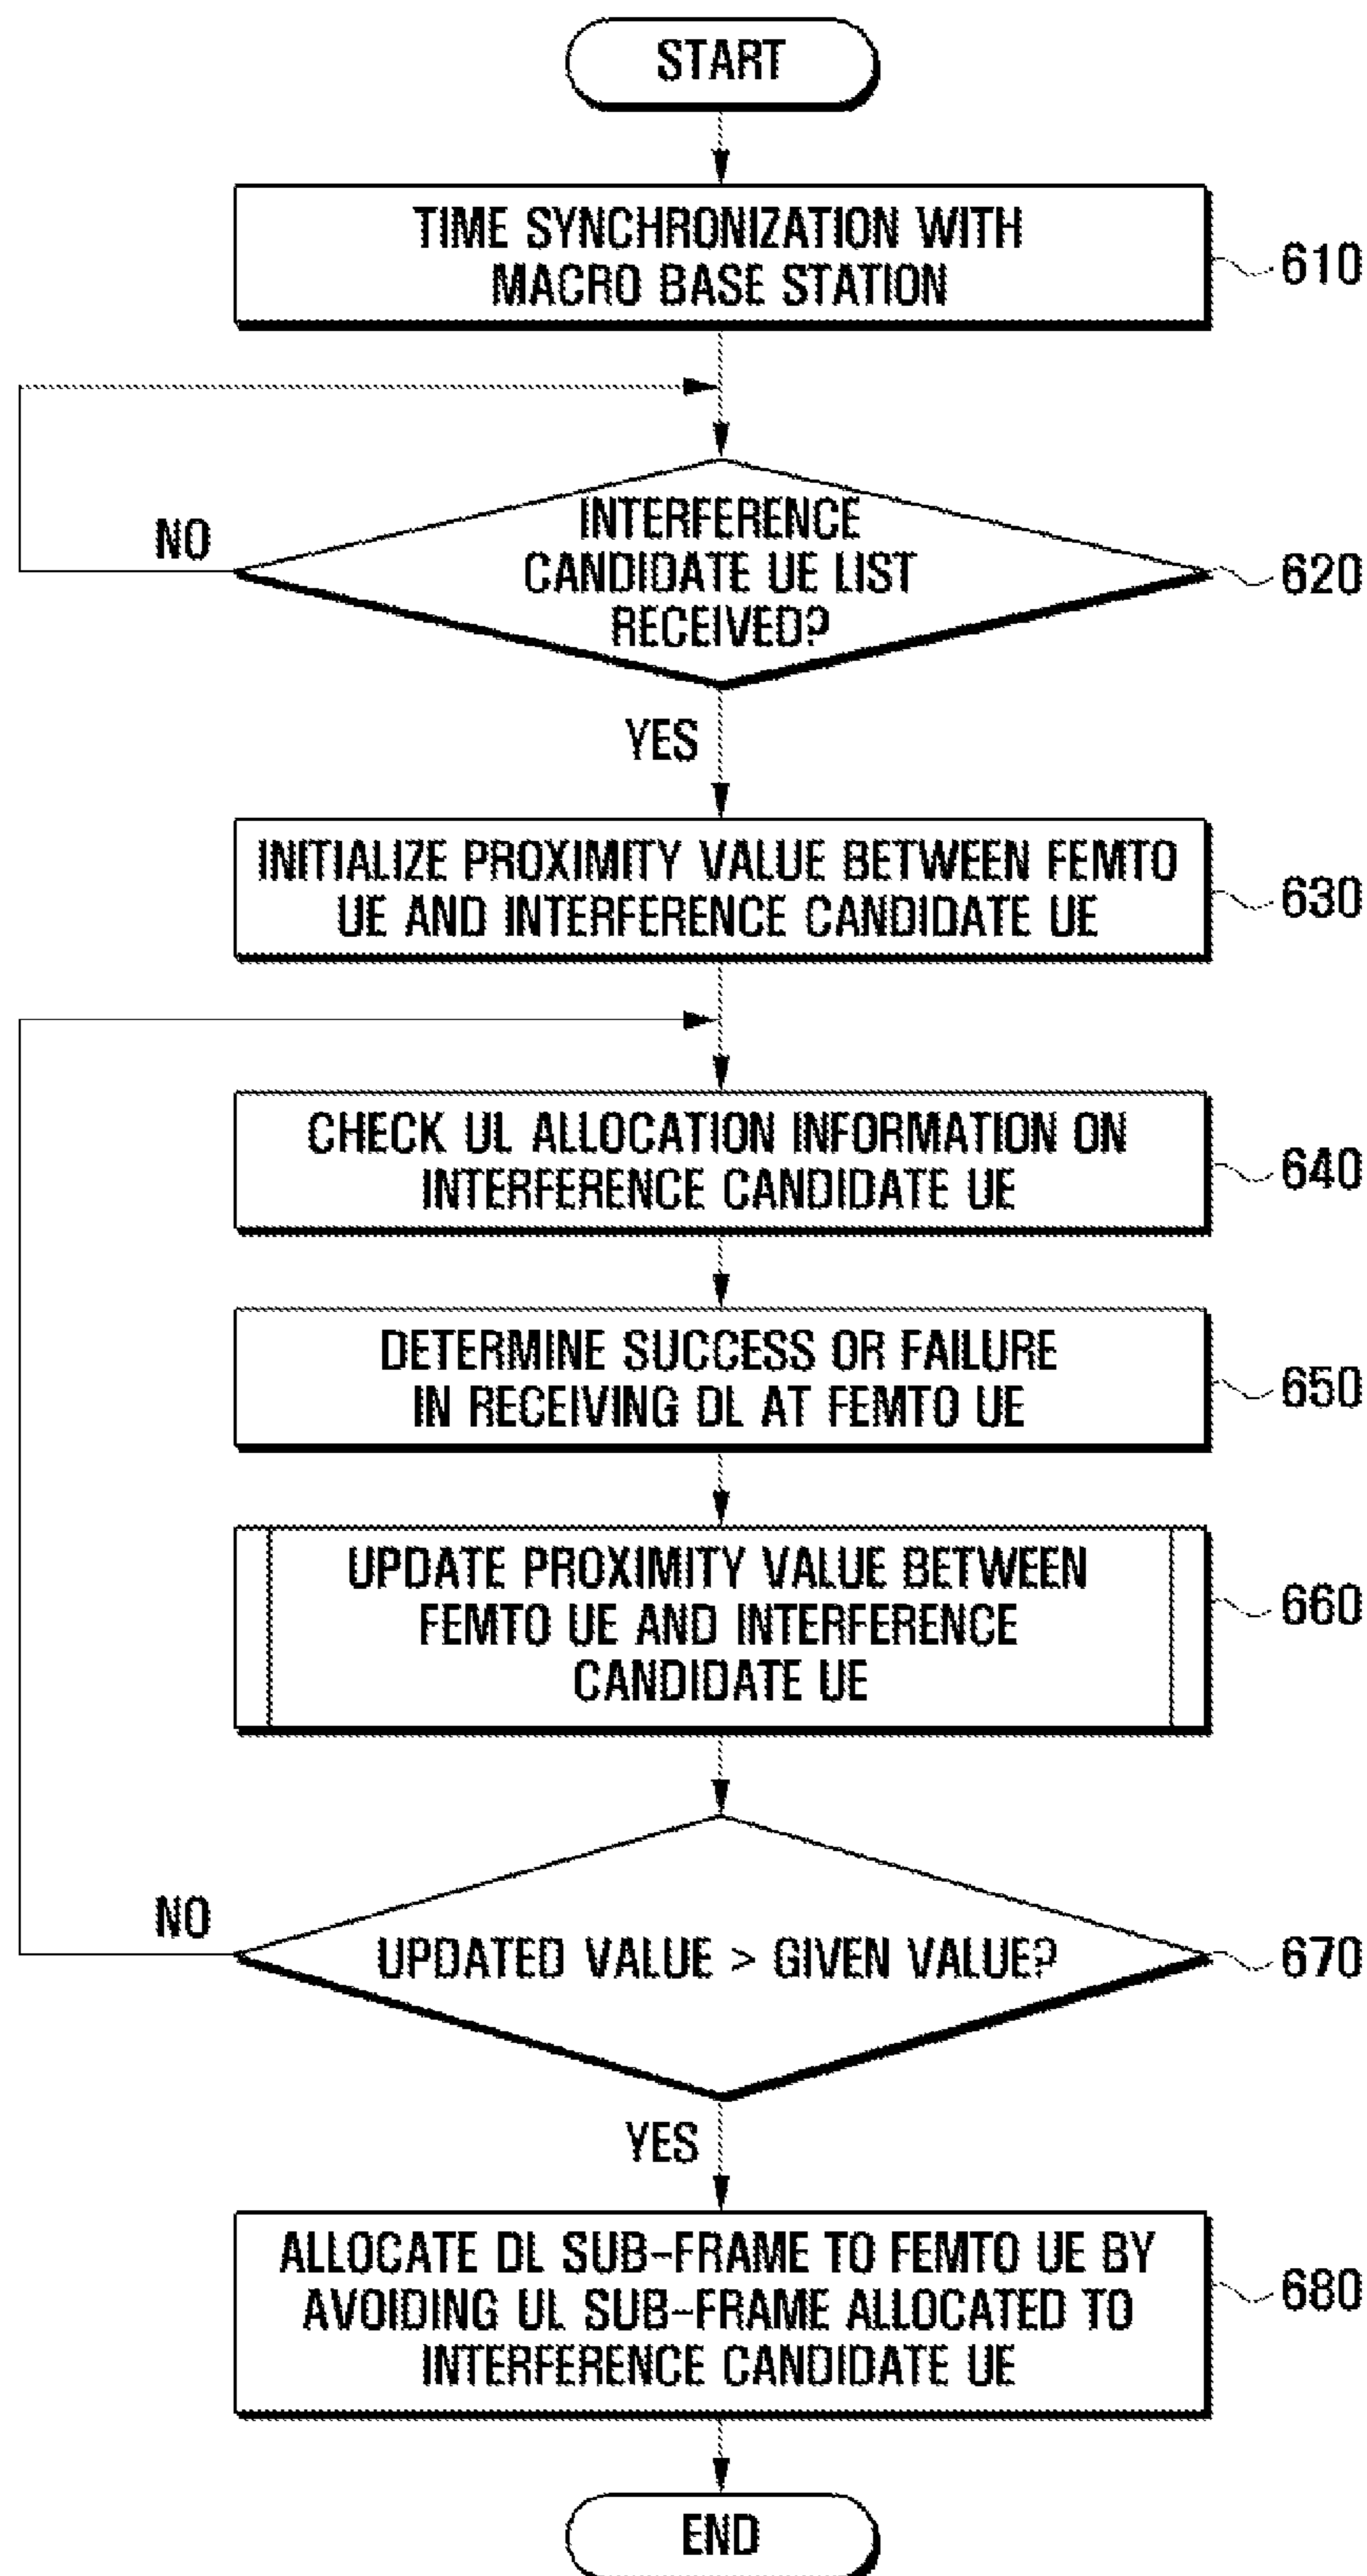 START
TIME SYNCHRONIZATION WITH
MACRO BASE STATION
610
NO
INTERFERENCE
CANDIDATE UE LIST
RECEIVED?
620
YES
INITIALIZE PROXIMITY VALUE BETWEEN FEMTO
UE AND INTERFERENCE CANDIDATE UE
630
CHECK UL ALLOCATION INFORMATION ON
INTERFERENCE CANDIDATE UE
640
DETERMINE SUCCESS OR FAILURE
IN RECEIVING DL AT FEMTO UE
650
UPDATE PROXIMITY VALUE BETWEEN
FEMTO UE AND INTERFERENCE
CANDIDATE UE
660
NO
UPDATED VALUE > GIVEN VALUE?
670
YES
ALLOCATE DL SUB-FRAME TO FEMTO UE BY
AVOIDING UL SUB-FRAME ALLOCATED TO
INTERFERENCE CANDIDATE UE
680
END